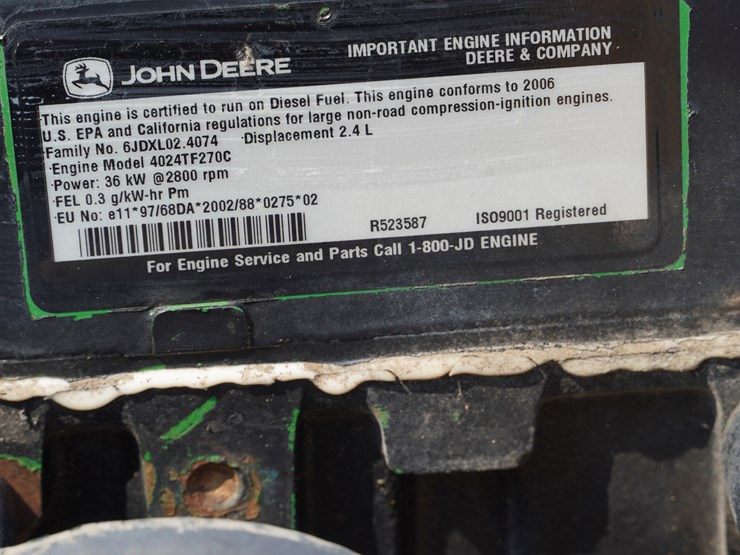 JOHN DEERE
IMPORTANT ENGINE INFORMATION
DEERE & COMPANY
This engine is certified to run on Diesel Fuel. This engine conforms to 2006
U.S. EPA and California regulations for large non-road compression-ignition engines.
Family No. 6JDXL02.4074 Displacement 2.4 L
Engine Model 4024TF270C
Power: 36 kW @2800 rpm
FEL 0.3 g/kW-hr Pm
EU No: e11*97/68DA*2002/88*0275*02
R523587 ISO9001 Registered
For Engine Service and Parts Call 1-800-JD ENGINE